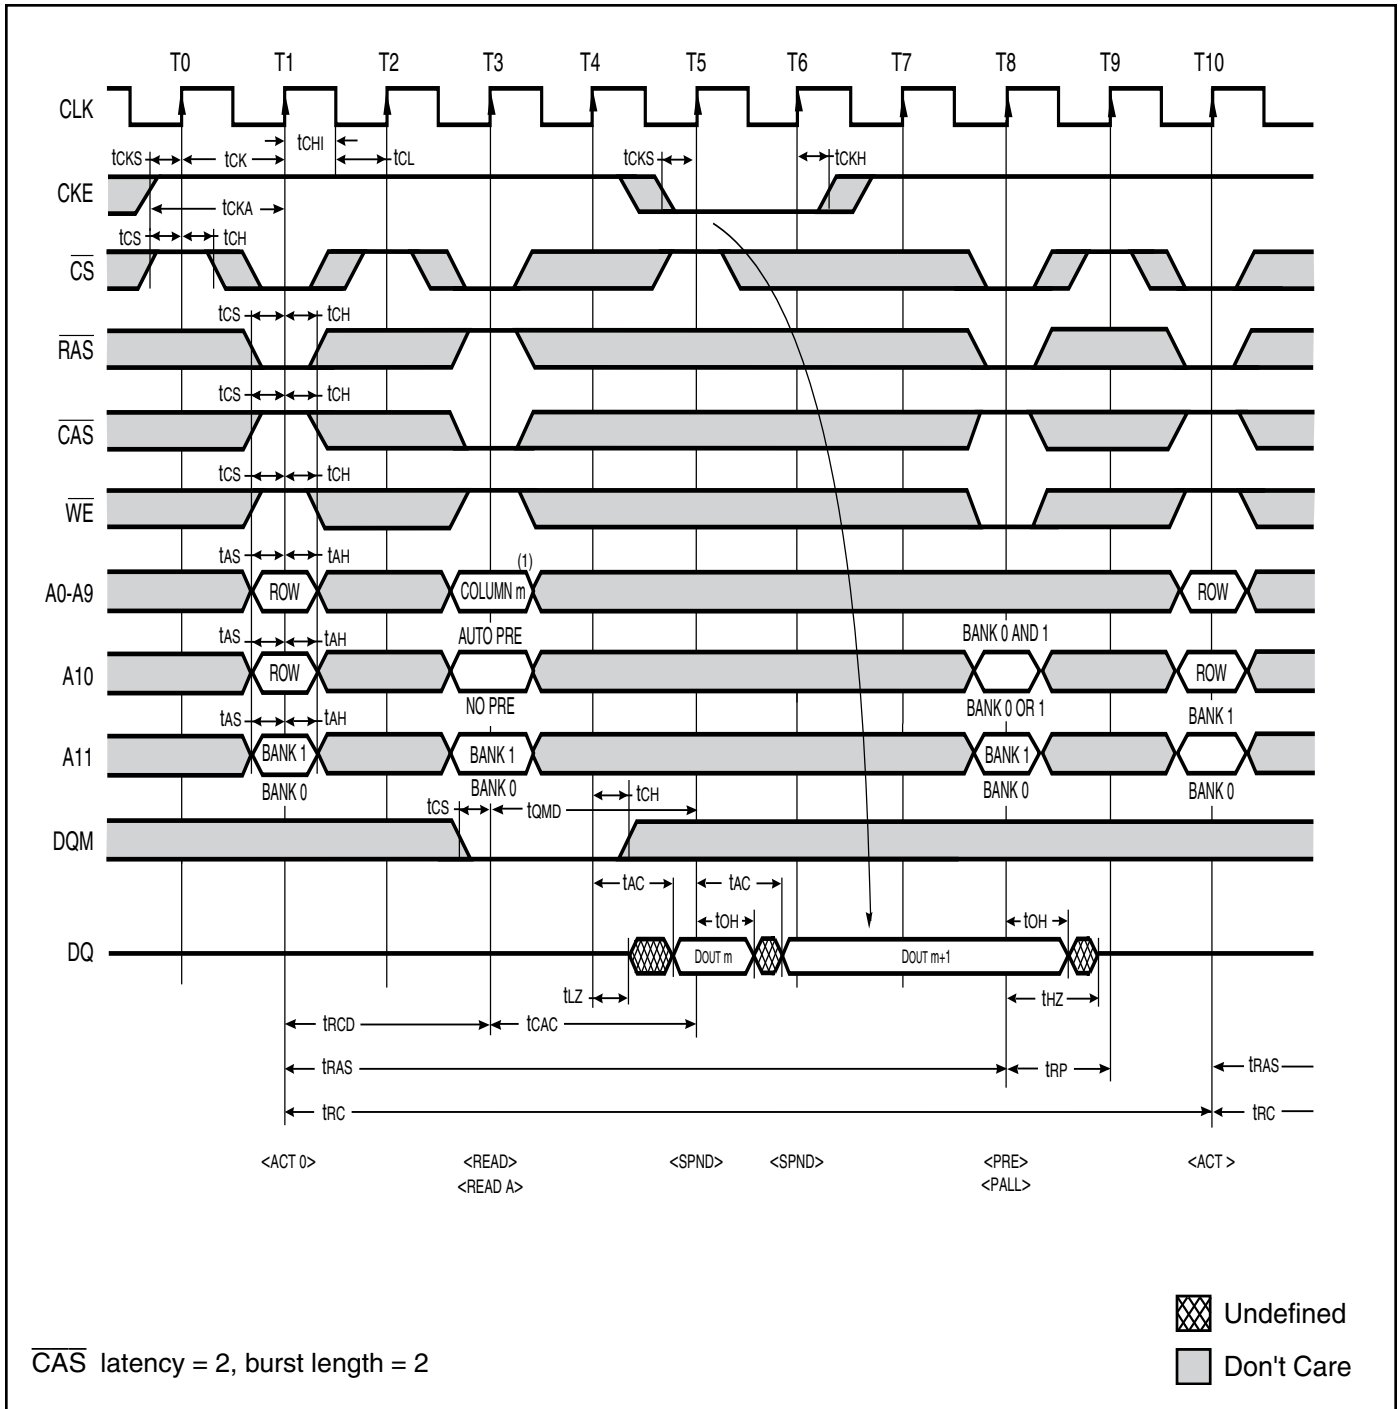 T0 T1 T2 T3 T4 T5 T6 T7 T8 T9 T10
CLK
tCHI
tCKS tCK tCL tCKS tCKH
CKE
tCKA
tCS tCH
CS
tCS tCH
RAS
tCS tCH
CAS
tCS tCH
WE
tAS tAH (1)
A0-A9 ROW COLUMN m ROW
tAS tAH AUTO PRE BANK 0 AND 1
A10 ROW ROW
NO PRE BANK 0 OR 1
tAS tAH BANK 1
A11 BANK 1 BANK 1 BANK 1
BANK 0 BANK 0 BANK 0 BANK 0
tCS tQMD tCH
DQM
tAC tAC
tOH tOH
DQ DOUT m DOUT m+1
tLZ tHZ
tRCD tCAC
tRAS tRP tRAS
tRC tRC
<ACT 0> <READ> <SPND> <SPND> <PRE> <ACT >
<READ A> <PALL>
Undefined
CAS latency = 2, burst length = 2
Don't Care